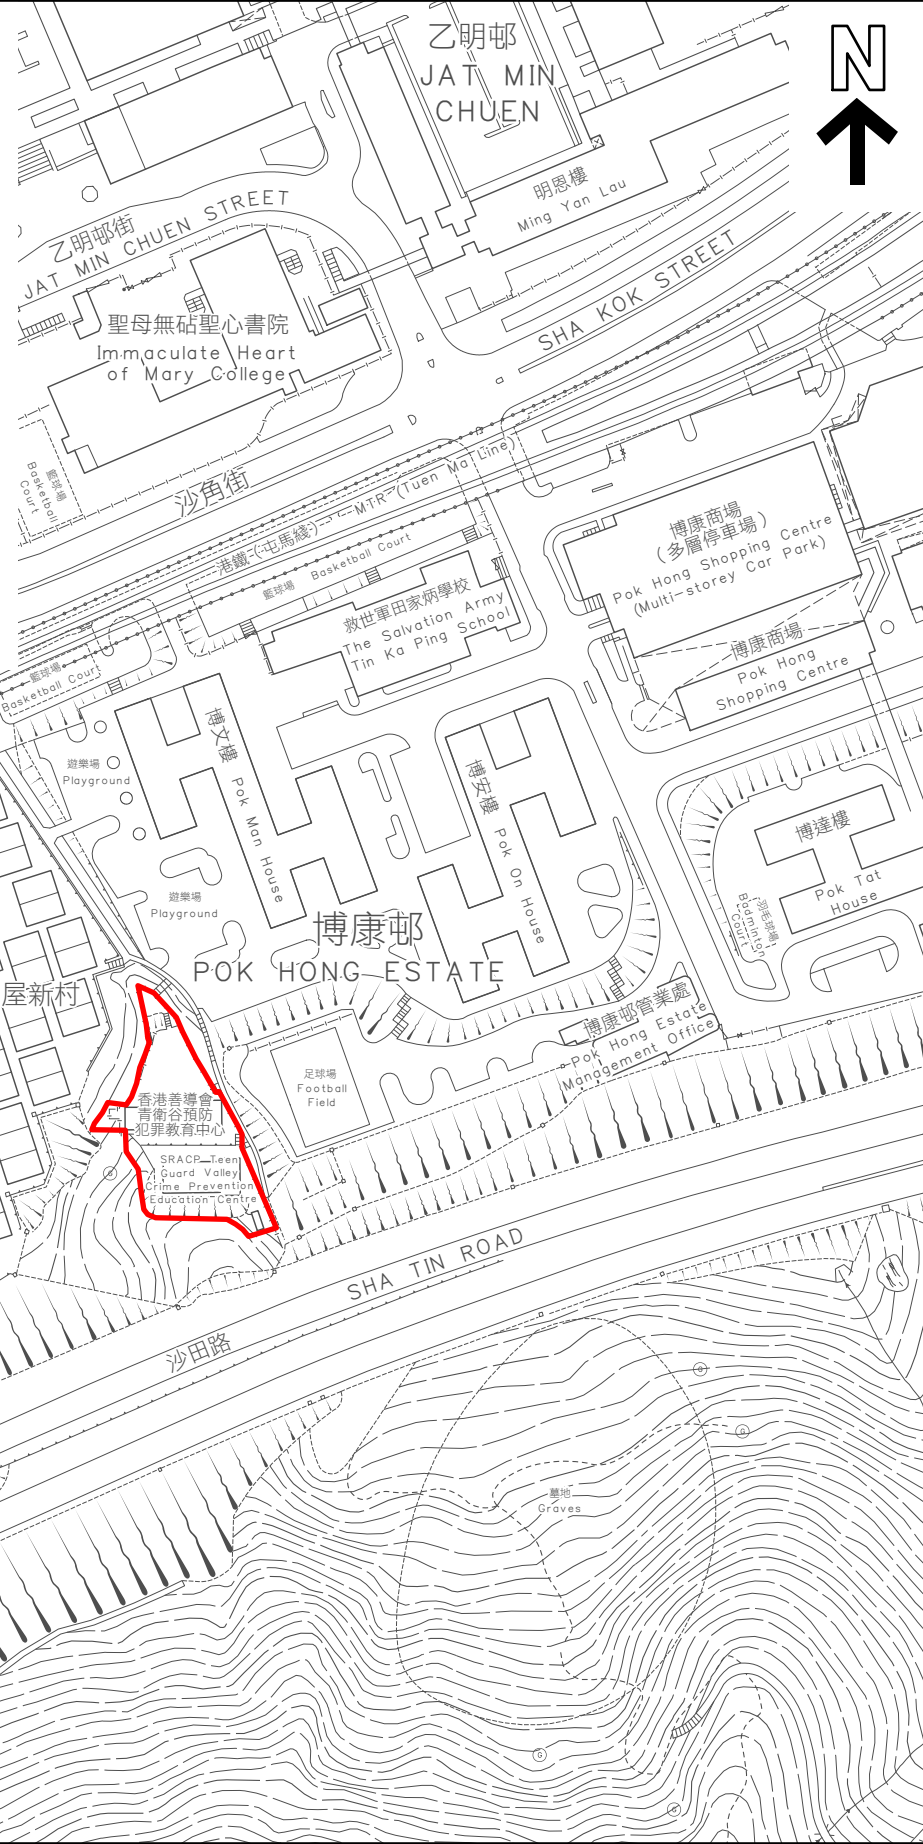 乙明邨
JAT MIN
CHUEN
N
明恩樓
Ming Yan Lau
乙明邨街
JAT MIN CHUEN STREET
SHA KOK STREET
聖母無玷聖心書院
Immaculate Heart
of Mary College
籃球場
Basketball
Court
沙角街
港鐵（屯馬綫）
MTR (Tuen Ma Line)
籃球場
Basketball Court
博康商場
（多層停車場）
Pok Hong Shopping Centre
(Multi-storey Car Park)
救世軍田家炳學校
The Salvation Army
Tin Ka Ping School
博康商場
Pok Hong
Shopping Centre
籃球場
Basketball Court
博文樓
Pok Man House
遊樂場
Playground
博安樓
Pok On House
博達樓
Pok Tat
House
遊樂場
Playground
羽毛球場
Badminton
Court
博康邨
POK HONG ESTATE
屋新村
博康邨管業處
Pok Hong Estate
Management Office
足球場
Football
Field
香港善導會
青衛谷預防
犯罪教育中心
SRACP Teen
Guard Valley
Crime Prevention
Education Centre
G
SHA TIN ROAD
沙田路
G
G
墓地
Graves
G
G